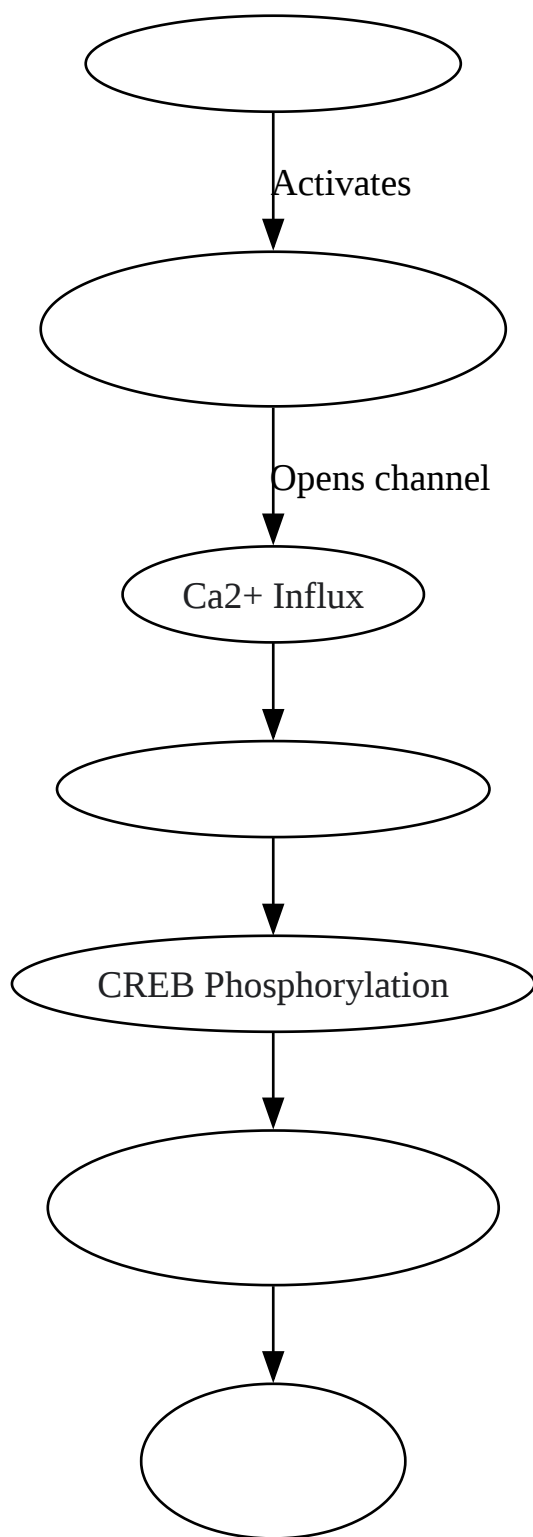 Activates
Opens channel
Ca2+ Influx
CREB Phosphorylation